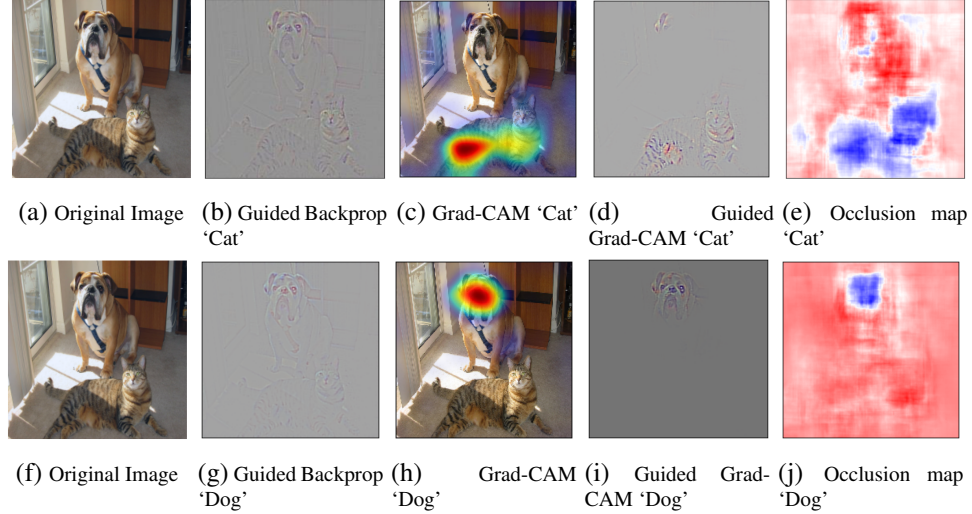 (a) Original Image
(b) Guided Backprop
‘Cat’
(c) Grad-CAM ‘Cat’
(d) Guided
Grad-CAM ‘Cat’
(e) Occlusion map
‘Cat’
(f) Original Image
(g) Guided Backprop
‘Dog’
(h) Grad-CAM
‘Dog’
(i) Guided Grad-
CAM ‘Dog’
(j) Occlusion map
‘Dog’